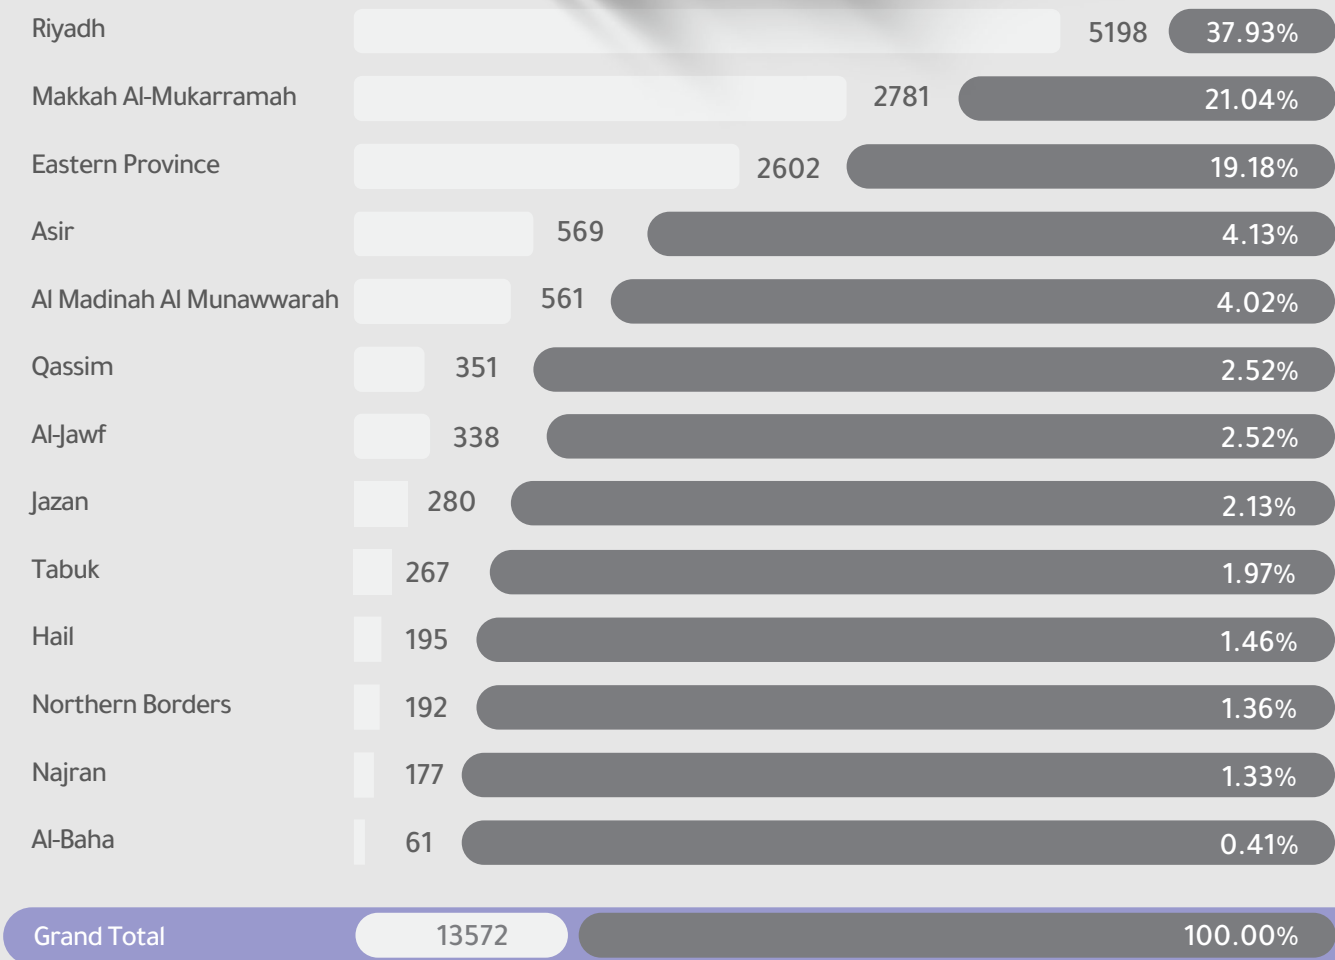 Riyadh 5198 37.93%
Makkah Al-Mukarramah 2781 21.04%
Eastern Province 2602 19.18%
Asir 569 4.13%
Al Madinah Al Munawwarah 561 4.02%
Qassim 351 2.52%
Al-Jawf 338 2.52%
Jazan 280 2.13%
Tabuk 267 1.97%
Hail 195 1.46%
Northern Borders 192 1.36%
Najran 177 1.33%
Al-Baha 61 0.41%
Grand Total 13572 100.00%